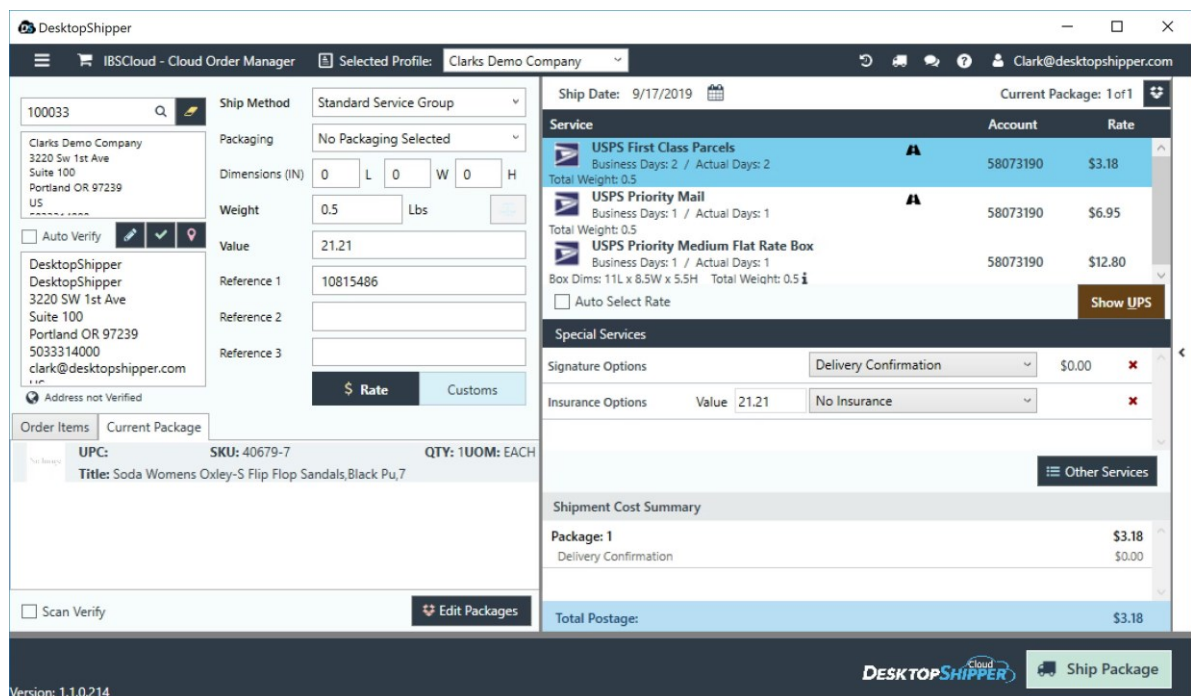 DesktopShipper
IBSCloud - Cloud Order Manager
Selected Profile: Clarks Demo Company
Clark@desktopshipper.com
100033
Clarks Demo Company
3220 Sw 1st Ave
Suite 100
Portland OR 97239
US
Auto Verify
DesktopShipper
DesktopShipper
3220 SW 1st Ave
Suite 100
Portland OR 97239
5033314000
clark@desktopshipper.com
Address not Verified
Ship Method Standard Service Group
Packaging No Packaging Selected
Dimensions (IN) 0 L 0 W 0 H
Weight 0.5 Lbs
Value 21.21
Reference 1 10815486
Reference 2
Reference 3
$ Rate Customs
Order Items Current Package
UPC: SKU: 40679-7 QTY: 1UOM: EACH
No Image
Title: Soda Womens Oxley-S Flip Flop Sandals,Black Pu,7
Scan Verify Edit Packages
Ship Date: 9/17/2019 Current Package: 1 of 1
Service Account Rate
USPS First Class Parcels
Business Days: 2 / Actual Days: 2 58073190 $3.18
Total Weight: 0.5
USPS Priority Mail
Business Days: 1 / Actual Days: 1 58073190 $6.95
Total Weight: 0.5
USPS Priority Medium Flat Rate Box
Business Days: 1 / Actual Days: 1 58073190 $12.80
Box Dims: 11L x 8.5W x 5.5H Total Weight: 0.5
Auto Select Rate Show UPS
Special Services
Signature Options Delivery Confirmation $0.00
Insurance Options Value 21.21 No Insurance
Other Services
Shipment Cost Summary
Package: 1 $3.18
Delivery Confirmation $0.00
Total Postage: $3.18
DESKTOPSHIPPER Cloud
Ship Package
Version: 1.1.0.214